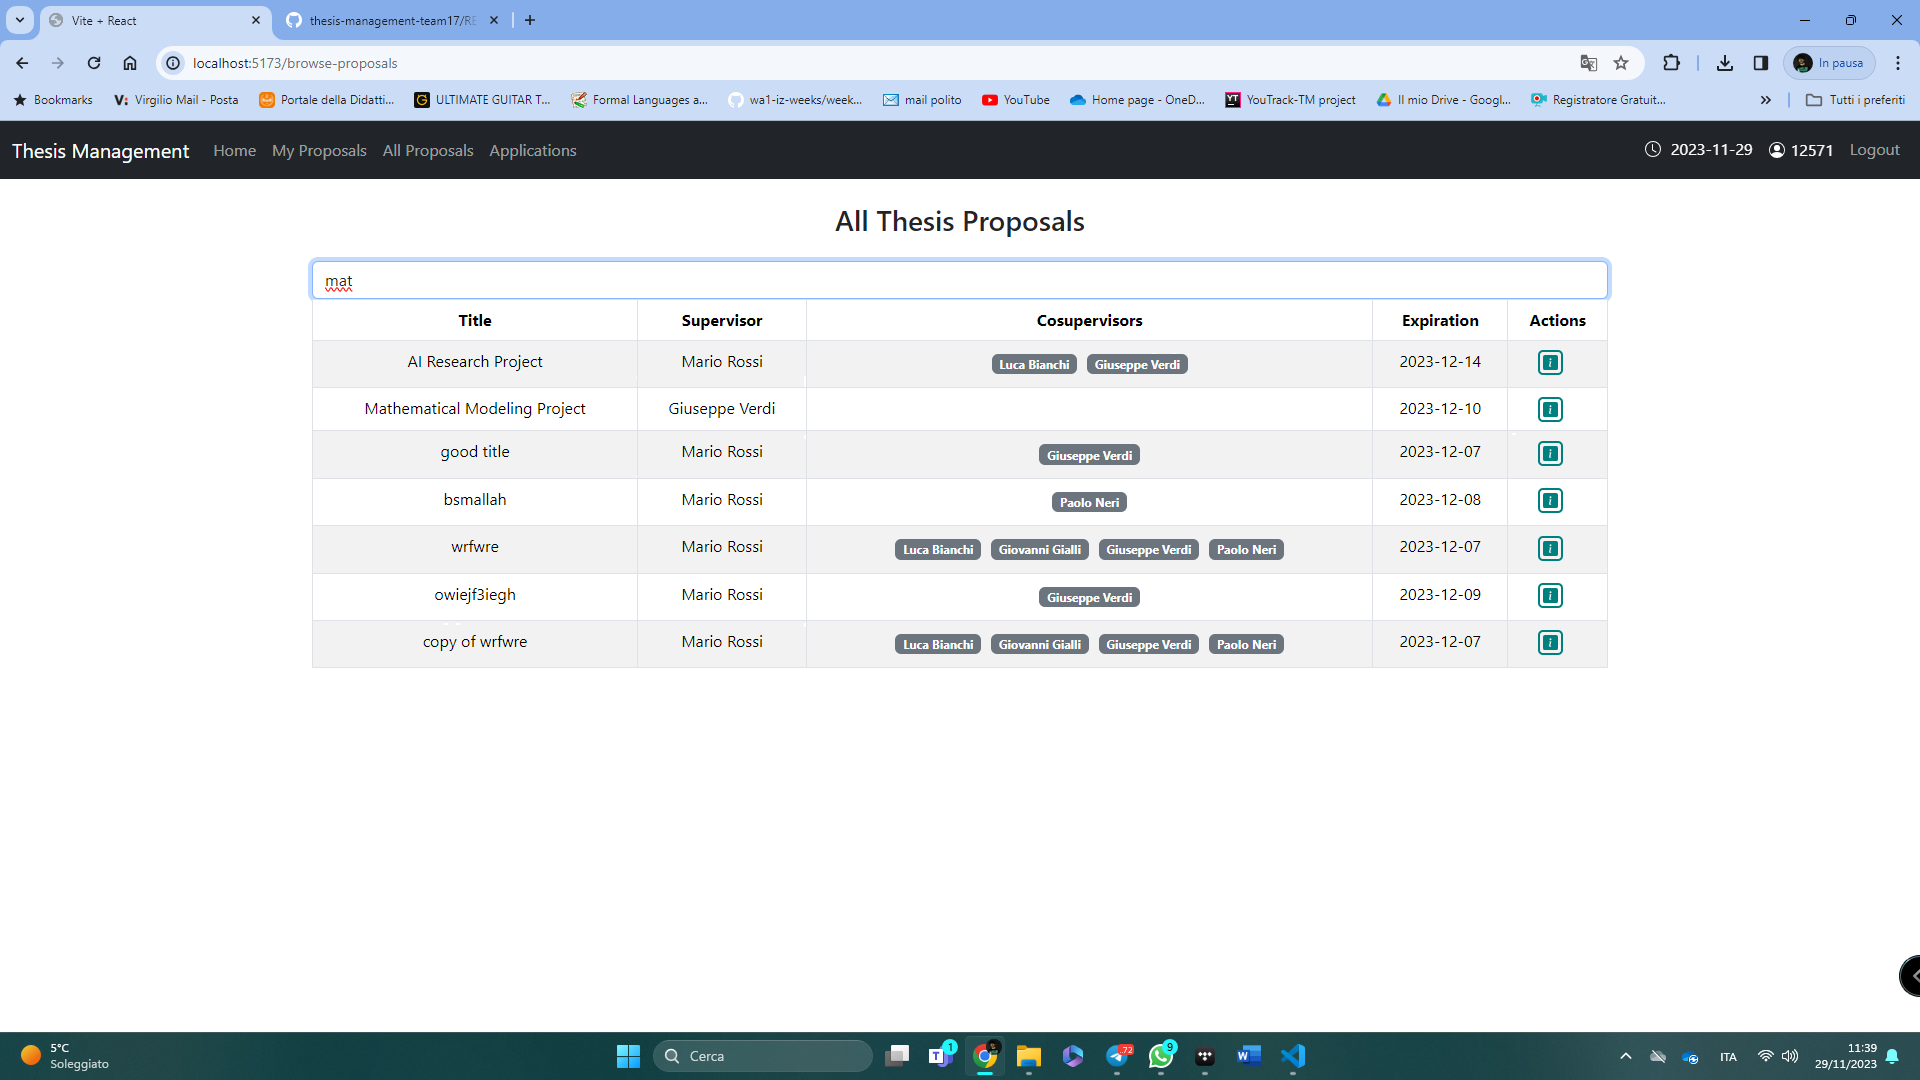 Vite + React
thesis-management-team17/RE
localhost:5173/browse-proposals
In pausa
Bookmarks
Virgilio Mail - Posta
Portale della Didatti...
ULTIMATE GUITAR T...
Formal Languages a...
wa1-iz-weeks/week...
mail polito
YouTube
Home page - OneD...
YouTrack-TM project
Il mio Drive - Googl...
Registratore Gratuit...
Tutti i preferiti
Thesis Management Home My Proposals All Proposals Applications 2023-11-29 12571 Logout
All Thesis Proposals
mat
Title Supervisor Cosupervisors Expiration Actions
AI Research Project Mario Rossi Luca Bianchi Giuseppe Verdi 2023-12-14
Mathematical Modeling Project Giuseppe Verdi 2023-12-10
good title Mario Rossi Giuseppe Verdi 2023-12-07
bsmallah Mario Rossi Paolo Neri 2023-12-08
wrfwre Mario Rossi Luca Bianchi Giovanni Gialli Giuseppe Verdi Paolo Neri 2023-12-07
owiejf3iegh Mario Rossi Giuseppe Verdi 2023-12-09
copy of wrfwre Mario Rossi Luca Bianchi Giovanni Gialli Giuseppe Verdi Paolo Neri 2023-12-07
5°C
Soleggiato
Cerca
1
72
9
ITA
11:39
29/11/2023